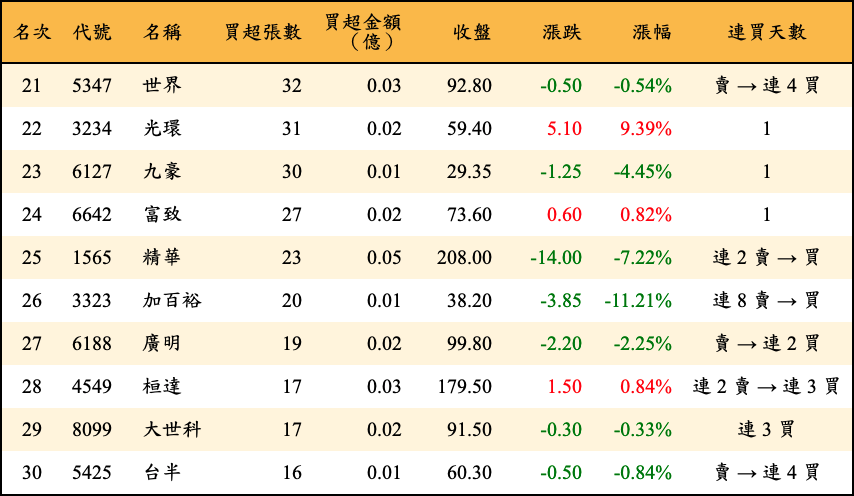 名次 代號 名稱 買超張數 買超金額（億） 收盤 漲跌 漲幅 連買天數
21 5347 世界 32 0.03 92.80 -0.50 -0.54% 賣 → 連 4 買
22 3234 光環 31 0.02 59.40 5.10 9.39% 1
23 6127 九豪 30 0.01 29.35 -1.25 -4.45% 1
24 6642 富致 27 0.02 73.60 0.60 0.82% 1
25 1565 精華 23 0.05 208.00 -14.00 -7.22% 連 2 賣 → 買
26 3323 加百裕 20 0.01 38.20 -3.85 -11.21% 連 8 賣 → 買
27 6188 廣明 19 0.02 99.80 -2.20 -2.25% 賣 → 連 2 買
28 4549 桓達 17 0.03 179.50 1.50 0.84% 連 2 賣 → 連 3 買
29 8099 大世科 17 0.02 91.50 -0.30 -0.33% 連 3 買
30 5425 台半 16 0.01 60.30 -0.50 -0.84% 賣 → 連 4 買